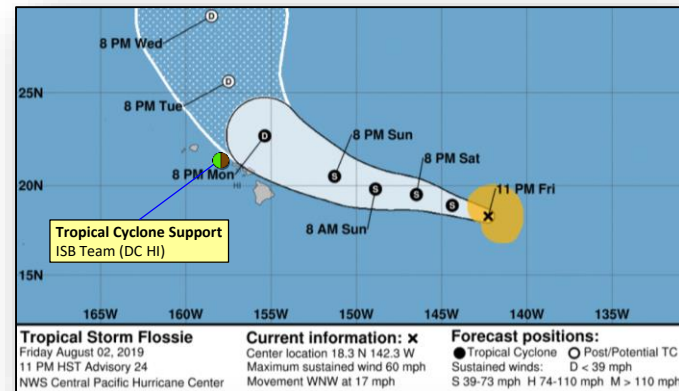 D
8 PM Wed
25N
D
8 PM Tue
8 PM Sun
D
8 PM Sat
20N
8 PM Mon
HI
S
S
S
S
11 PM Fri
8 AM Sun
Tropical Cyclone Support
ISB Team (DC HI)
15N
165W 160W 155W 150W 145W 140W 135W
Tropical Storm Flossie
Friday August 02, 2019
11 PM HST Advisory 24
NWS Central Pacific Hurricane Center
Current information: ×
Center location 18.3 N 142.3 W
Maximum sustained wind 60 mph
Movement WNW at 17 mph
Forecast positions:
Tropical Cyclone Post/Potential TC
Sustained winds: D < 39 mph
S 39-73 mph H 74-110 mph M > 110 mph